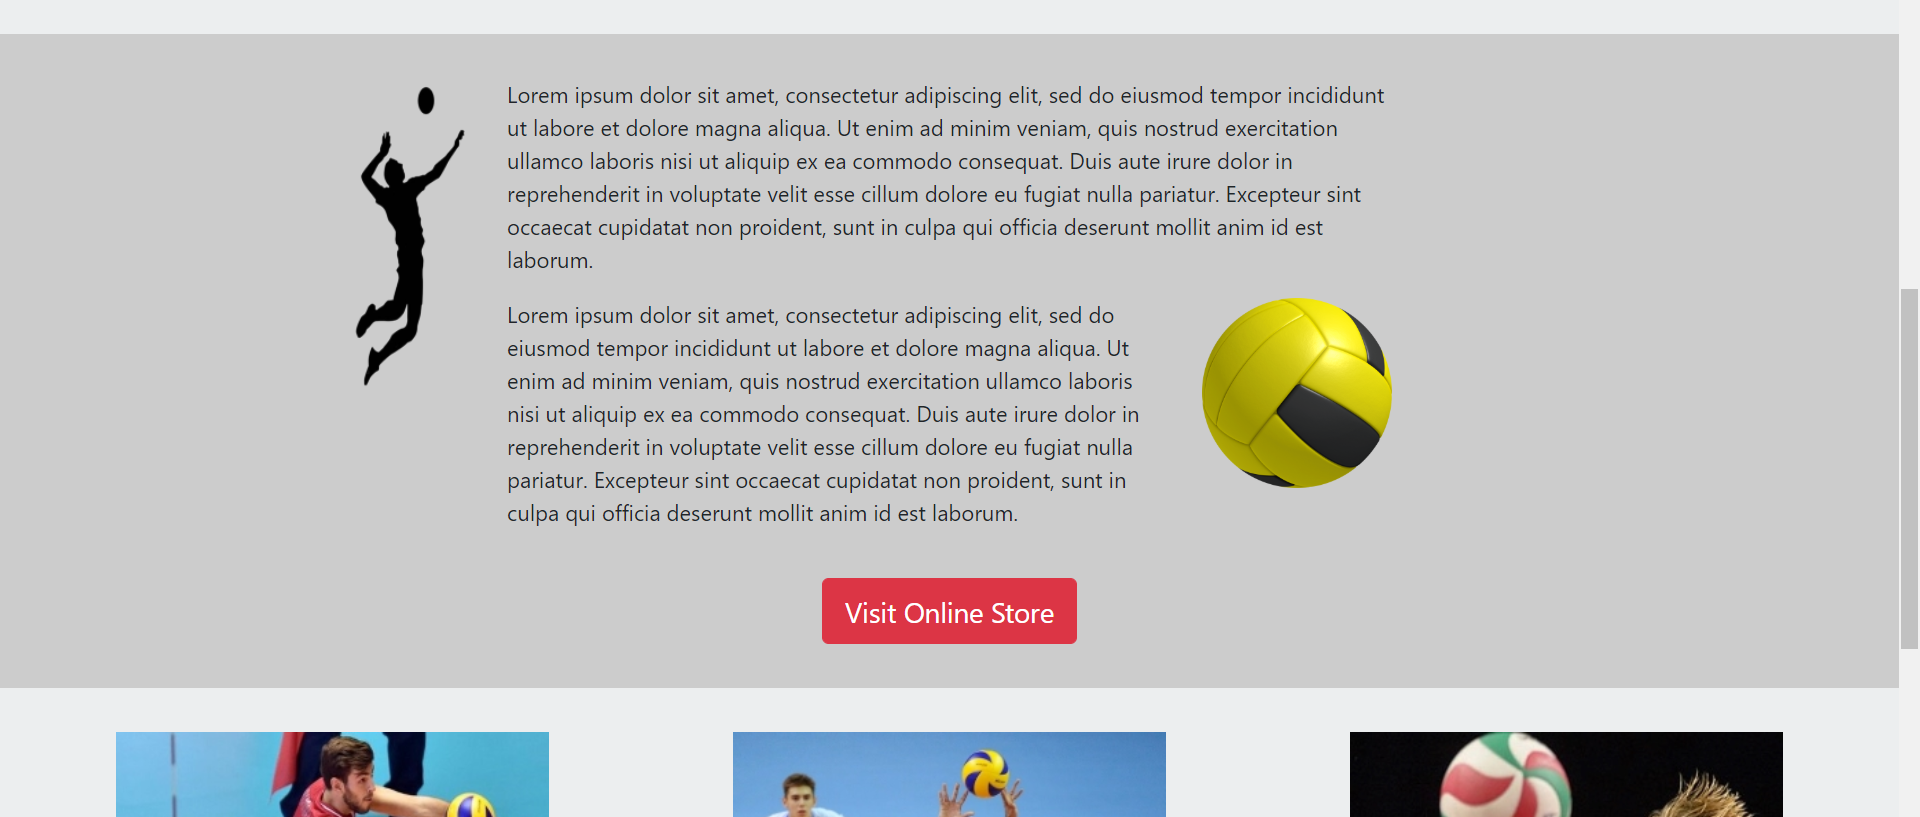 Lorem ipsum dolor sit amet, consectetur adipiscing elit, sed do eiusmod tempor incididunt
ut labore et dolore magna aliqua. Ut enim ad minim veniam, quis nostrud exercitation
ullamco laboris nisi ut aliquip ex ea commodo consequat. Duis aute irure dolor in
reprehenderit in voluptate velit esse cillum dolore eu fugiat nulla pariatur. Excepteur sint
occaecat cupidatat non proident, sunt in culpa qui officia deserunt mollit anim id est
laborum.
Lorem ipsum dolor sit amet, consectetur adipiscing elit, sed do
eiusmod tempor incididunt ut labore et dolore magna aliqua. Ut
enim ad minim veniam, quis nostrud exercitation ullamco laboris
nisi ut aliquip ex ea commodo consequat. Duis aute irure dolor in
reprehenderit in voluptate velit esse cillum dolore eu fugiat nulla
pariatur. Excepteur sint occaecat cupidatat non proident, sunt in
culpa qui officia deserunt mollit anim id est laborum.
Visit Online Store